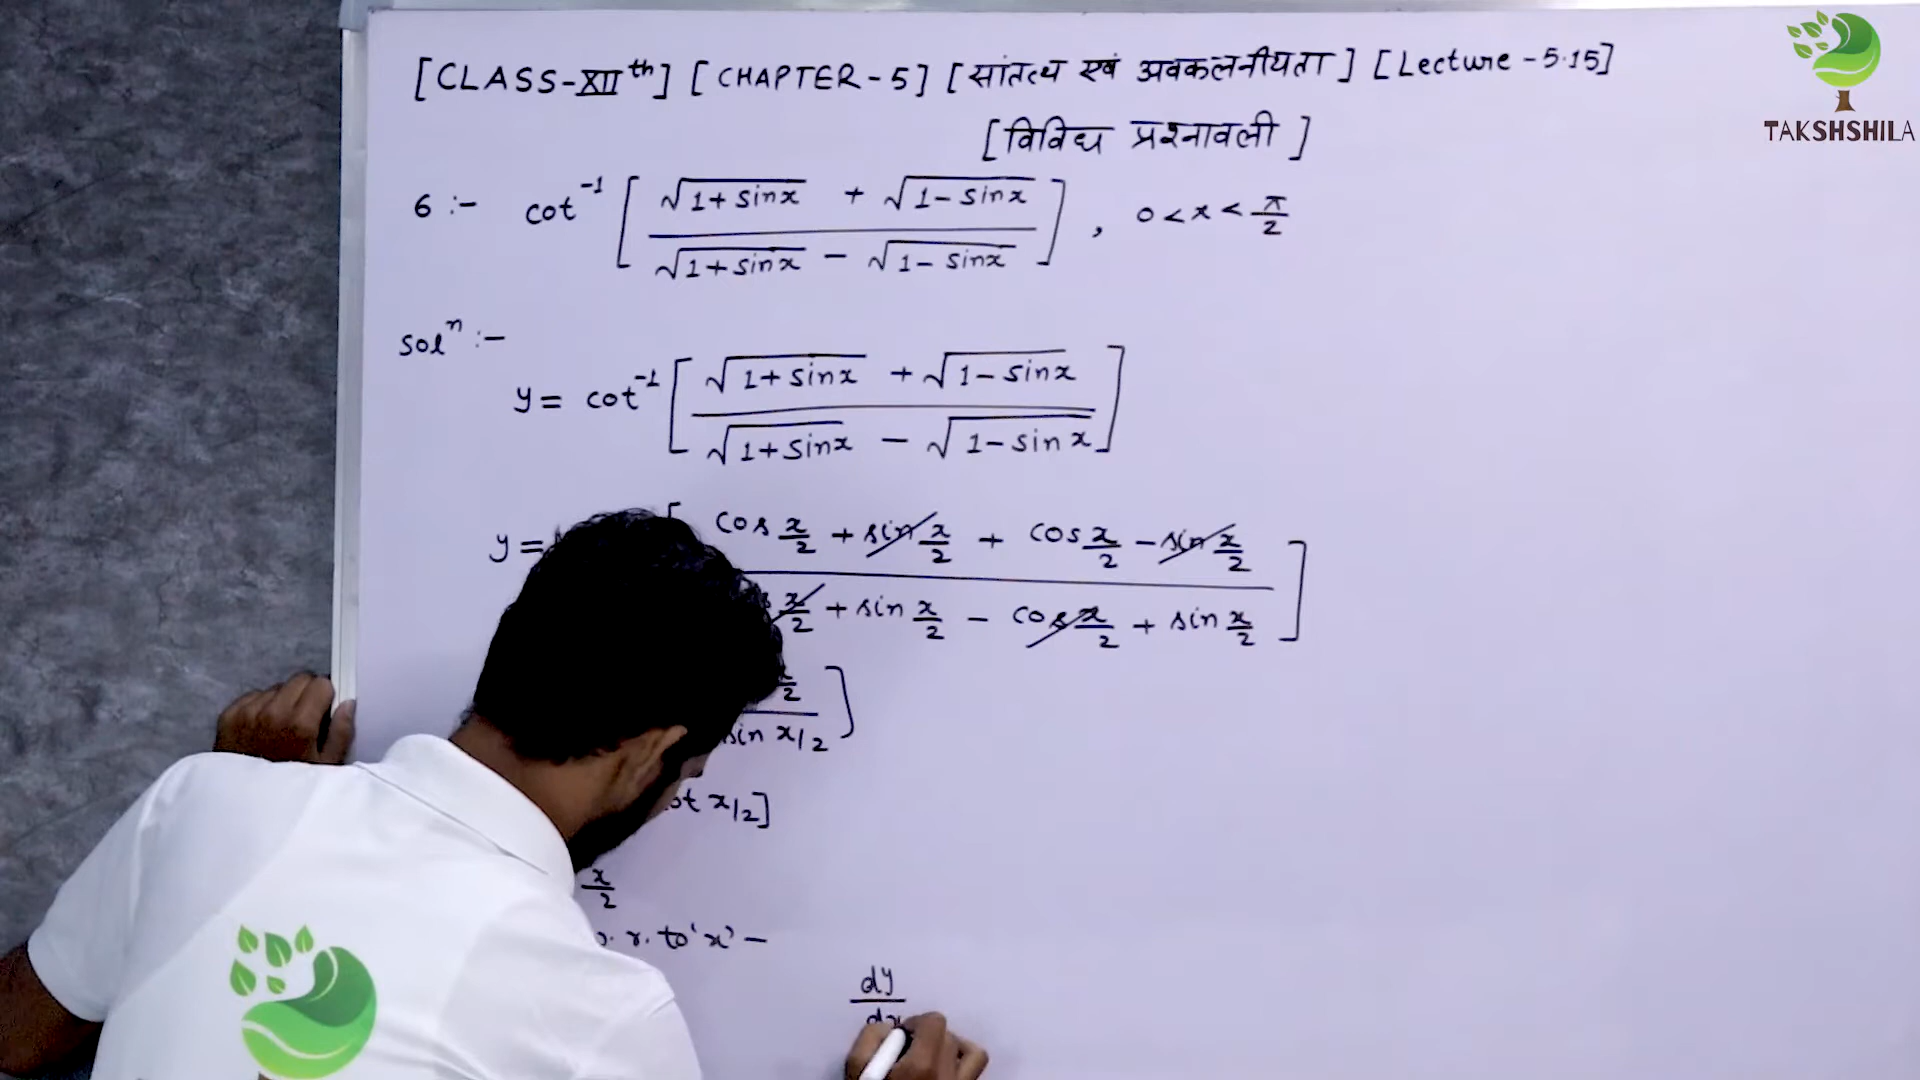 [CLASS-XIIth] [CHAPTER-5] [सांतत्य एवं अवकलनीयता] [Lecture-5.15]
[विविध प्रश्नावली]
TAKSHSHILA
6 :- cot⁻¹ [ (√(1+sinx) + √(1-sinx)) / (√(1+sinx) - √(1-sinx)) ] , 0<x<π/2
Solⁿ :-
y = cot⁻¹ [ (√(1+sinx) + √(1-sinx)) / (√(1+sinx) - √(1-sinx)) ]
y = [ (cos x/2 + sin x/2 + cos x/2 - sin x/2) / (x/2 + sin x/2 - cos x/2 + sin x/2) ]
x/2 / sin x/2 ]
x/2]
x/2
r. to 'x' -
dy/dx